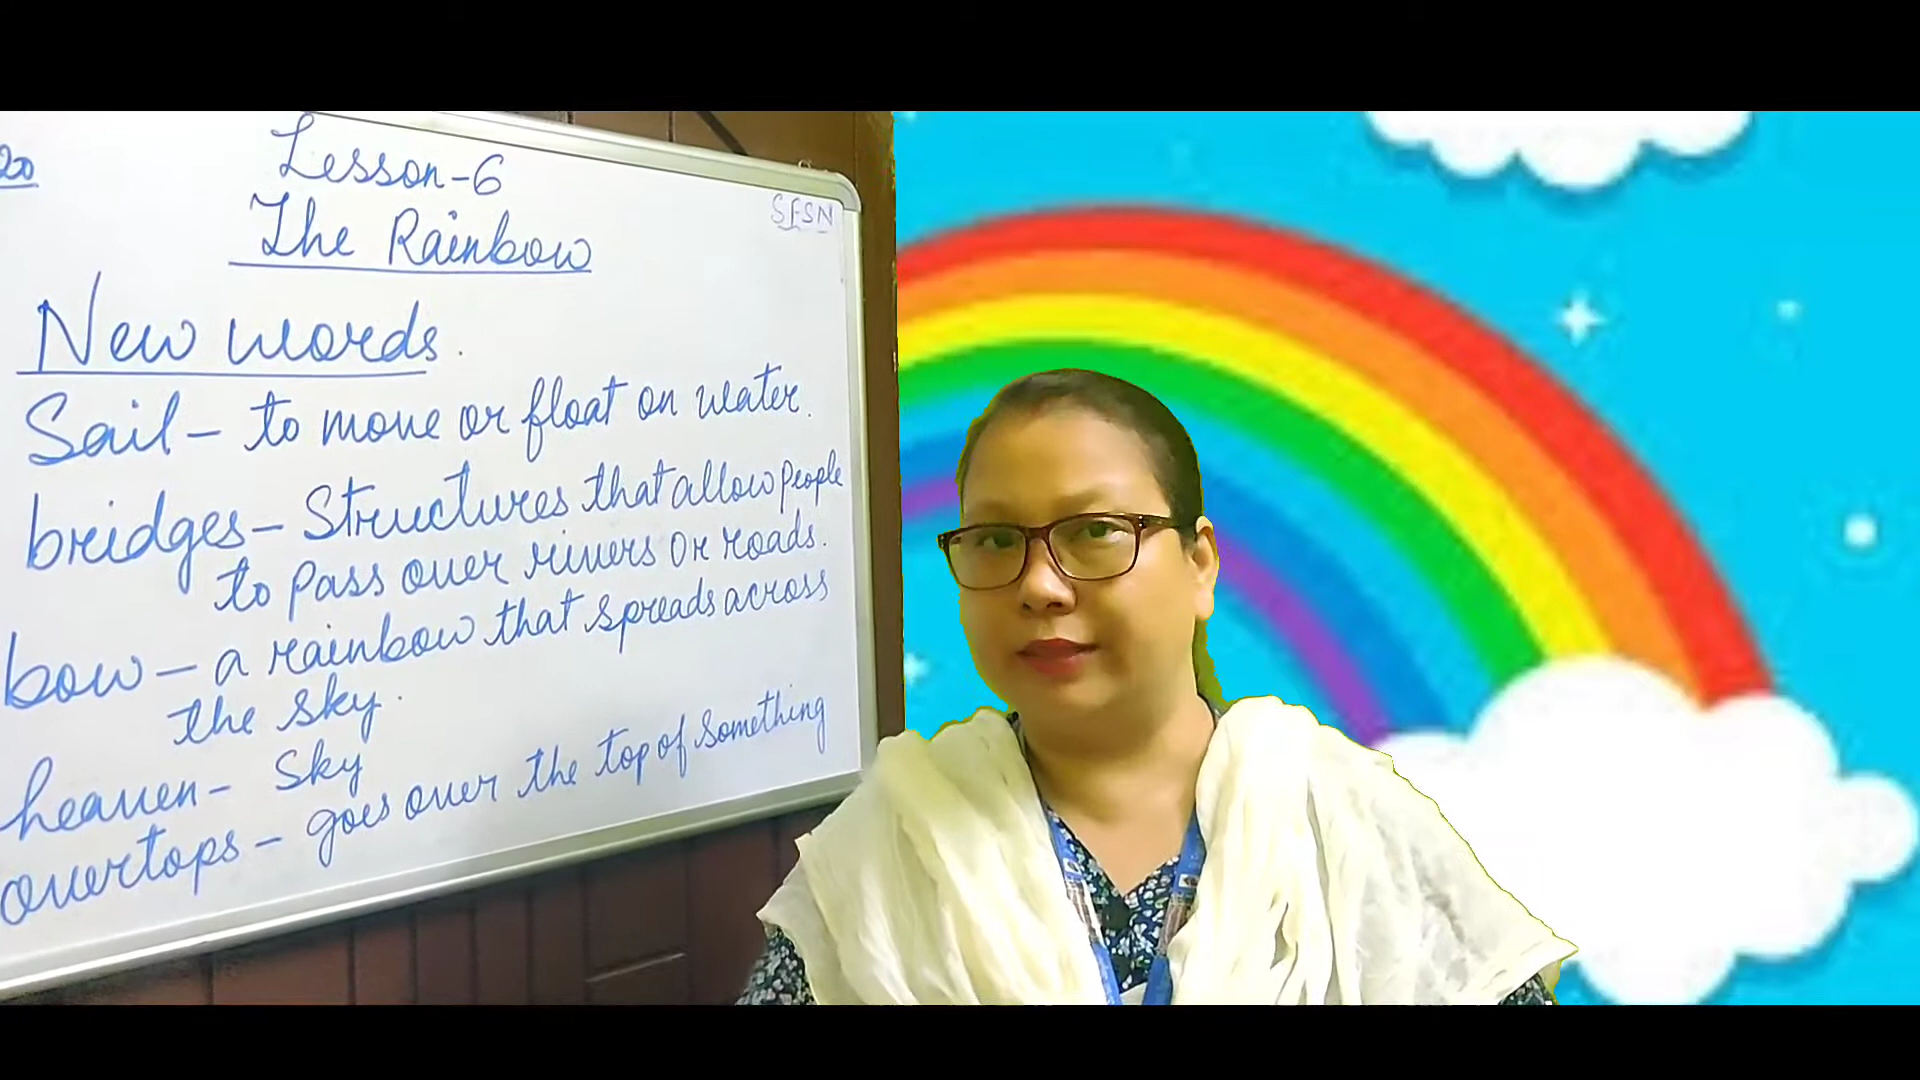 20
Lesson-6
SFSN
The Rainbow
New words.
Sail - to move or float on water.
bridges - Structures that allow people
to pass over rivers or roads.
bow - a rainbow that spreads across
the sky.
heaven - Sky
overtops - goes over the top of something